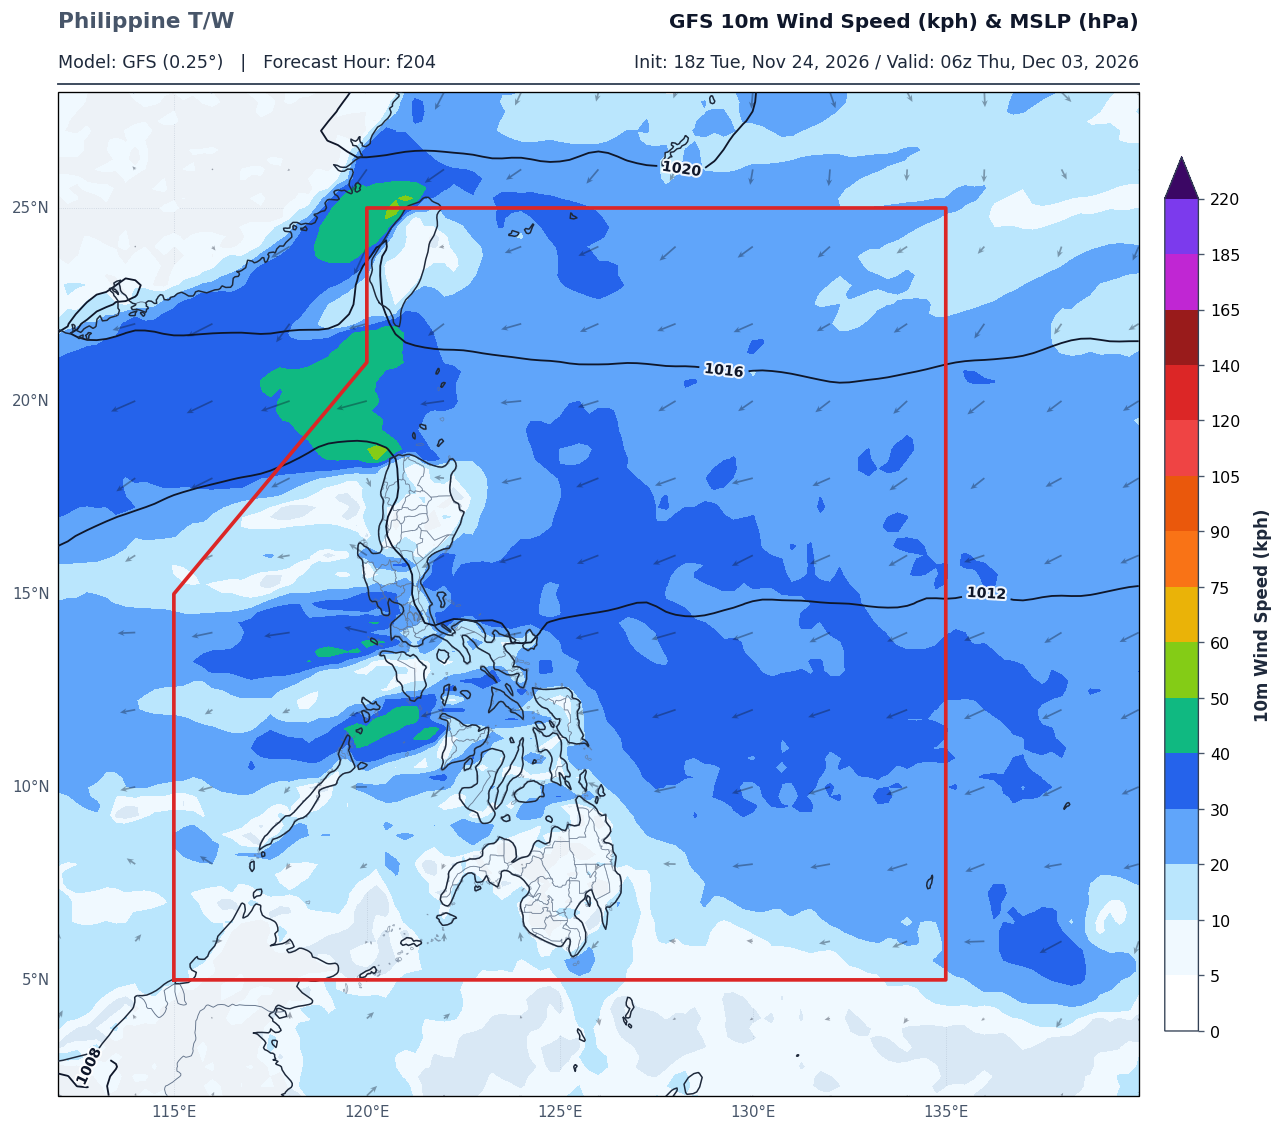 Philippine T/W
GFS 10m Wind Speed (kph) & MSLP (hPa)
Model: GFS (0.25°) | Forecast Hour: f204
Init: 18z Tue, Nov 24, 2026 / Valid: 06z Thu, Dec 03, 2026
1020
1016
1012
1008
25°N
20°N
15°N
10°N
5°N
115°E
120°E
125°E
130°E
135°E
220
185
165
140
120
105
90
75
60
50
40
30
20
10
5
0
10m Wind Speed (kph)